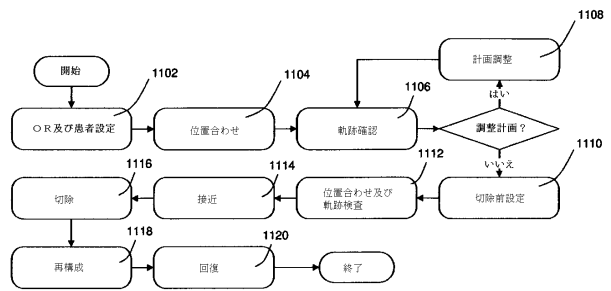 1108
計画調整
開始
1102
1104
1106
はい
ＯＲ及び患者設定
位置合わせ
軌跡確認
調整計画？
いいえ
1116
1114
1112
1110
切除
接近
位置合わせ及び
軌跡検査
切除前設定
1118
1120
再構成
回復
終了